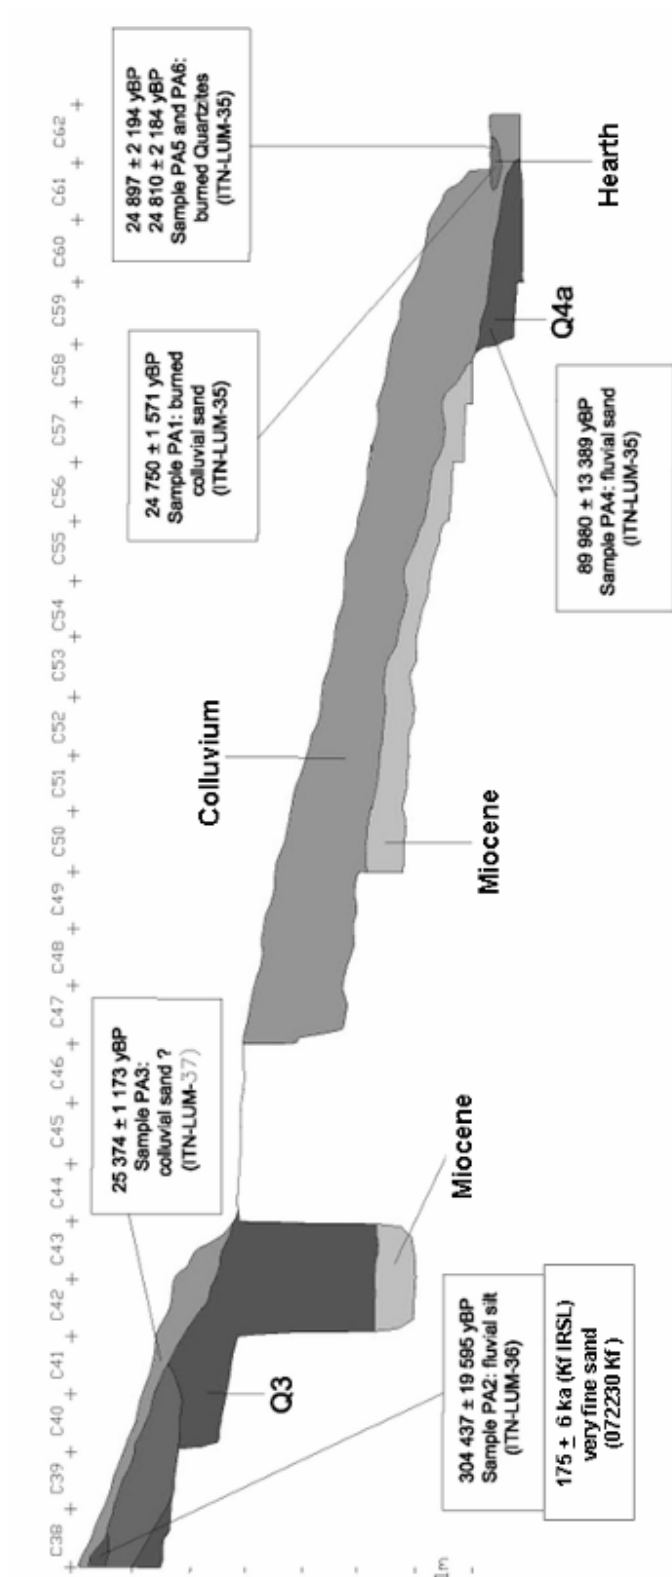 C38 C39 C40 C41 C42 C43 C44 C45 C46 C47 C48 C49 C50 C51 C52 C53 C54 C55 C56 C57 C58 C59 C60 C61 C62
25 374 ± 1 173 yBP
Sample PA3:
colluvial sand ?
(ITN-LUM-37)
24 750 ± 1 571 yBP
Sample PA1: burned
colluvial sand
(ITN-LUM-35)
24 897 ± 2 194 yBP
24 810 ± 2 184 yBP
Sample PA5 and PA6:
burned Quartzites
(ITN-LUM-35)
Colluvium
Q3
Miocene
Miocene
Q4a
Hearth
304 437 ± 19 595 yBP
Sample PA2: fluvial silt
(ITN-LUM-36)
175 ± 6 ka (Kf IRSL)
very fine sand
(072230 Kf )
89 980 ± 13 389 yBP
Sample PA4: fluvial sand
(ITN-LUM-35)
1m